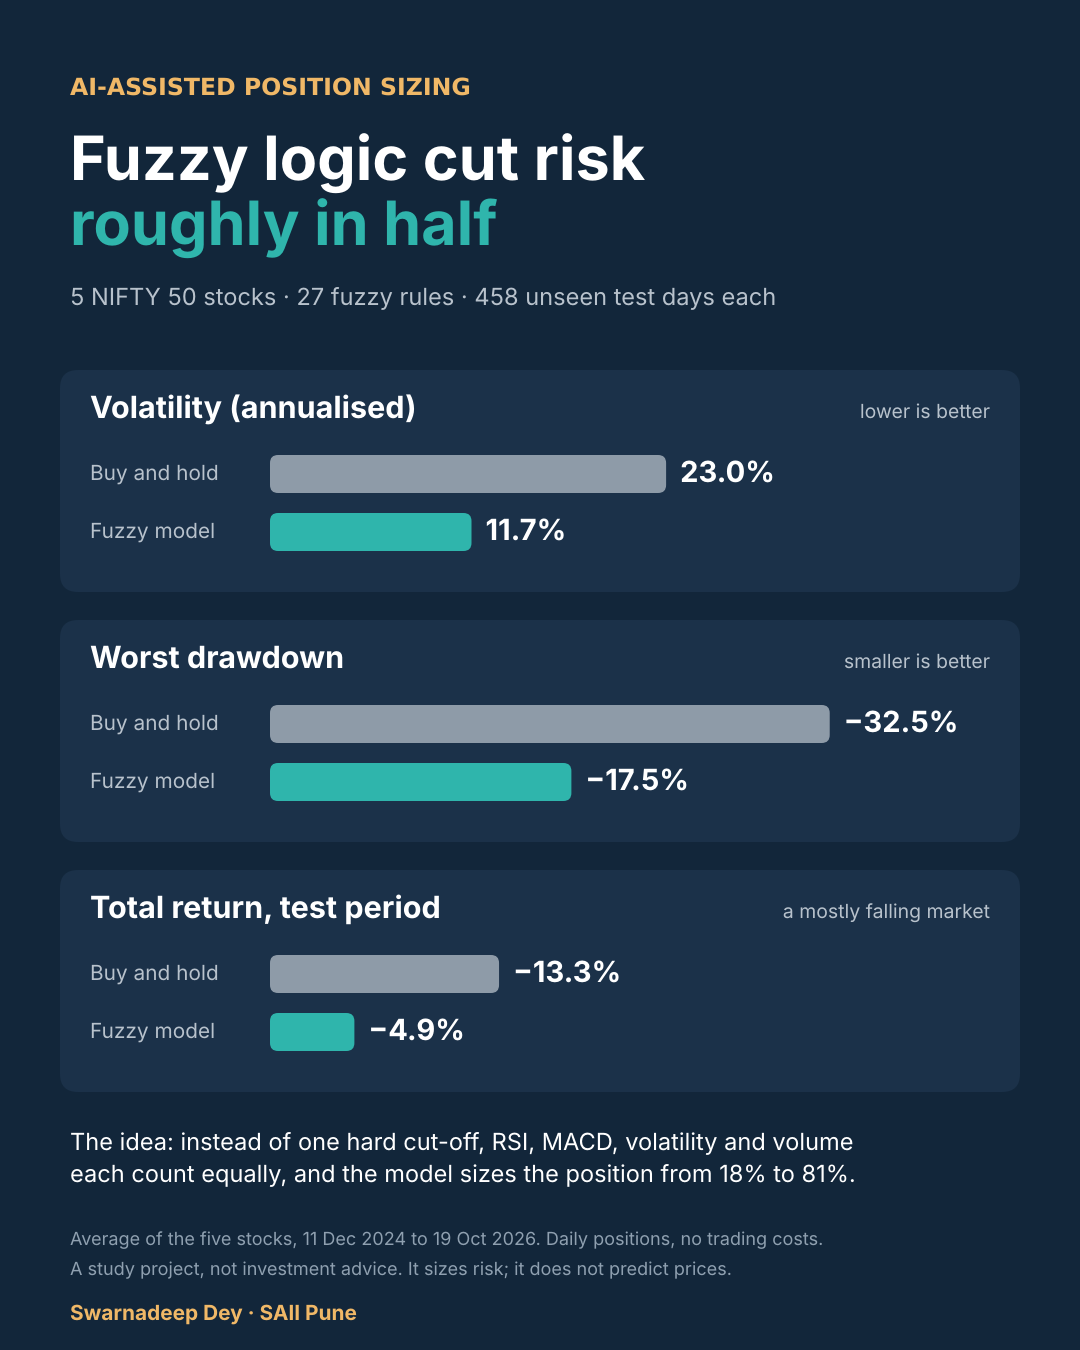 AI-ASSISTED POSITION SIZING
Fuzzy logic cut risk
roughly in half
5 NIFTY 50 stocks · 27 fuzzy rules · 458 unseen test days each
Volatility (annualised)
lower is better
Buy and hold
23.0%
Fuzzy model
11.7%
Worst drawdown
smaller is better
Buy and hold
−32.5%
Fuzzy model
−17.5%
Total return, test period
a mostly falling market
Buy and hold
−13.3%
Fuzzy model
−4.9%
The idea: instead of one hard cut-off, RSI, MACD, volatility and volume
each count equally, and the model sizes the position from 18% to 81%.
Average of the five stocks, 11 Dec 2024 to 19 Oct 2026. Daily positions, no trading costs.
A study project, not investment advice. It sizes risk; it does not predict prices.
Swarnadeep Dey · SAII Pune